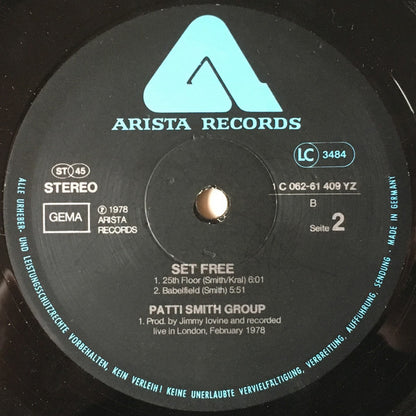 ARISTA RECORDS
LC 3484
ST 45
STEREO
1 C 062-61 409 YZ
GEMA
℗ 1978
ARISTA
RECORDS
B
Seite 2
SET FREE
1. 25th Floor (Smith/Kral) 6:01
2. Babelfield (Smith) 5:51
PATTI SMITH GROUP
1. Prod. by Jimmy Iovine and recorded
live in London, February 1978
ALLE URHEBER- UND LEISTUNGSSCHUTZRECHTE VORBEHALTEN, KEIN VERLEIH! KEINE UNERLAUBTE VERVIELFÄLTIGUNG, VERBREITUNG, AUFFÜHRUNG, SENDUNG · MADE IN GERMANY